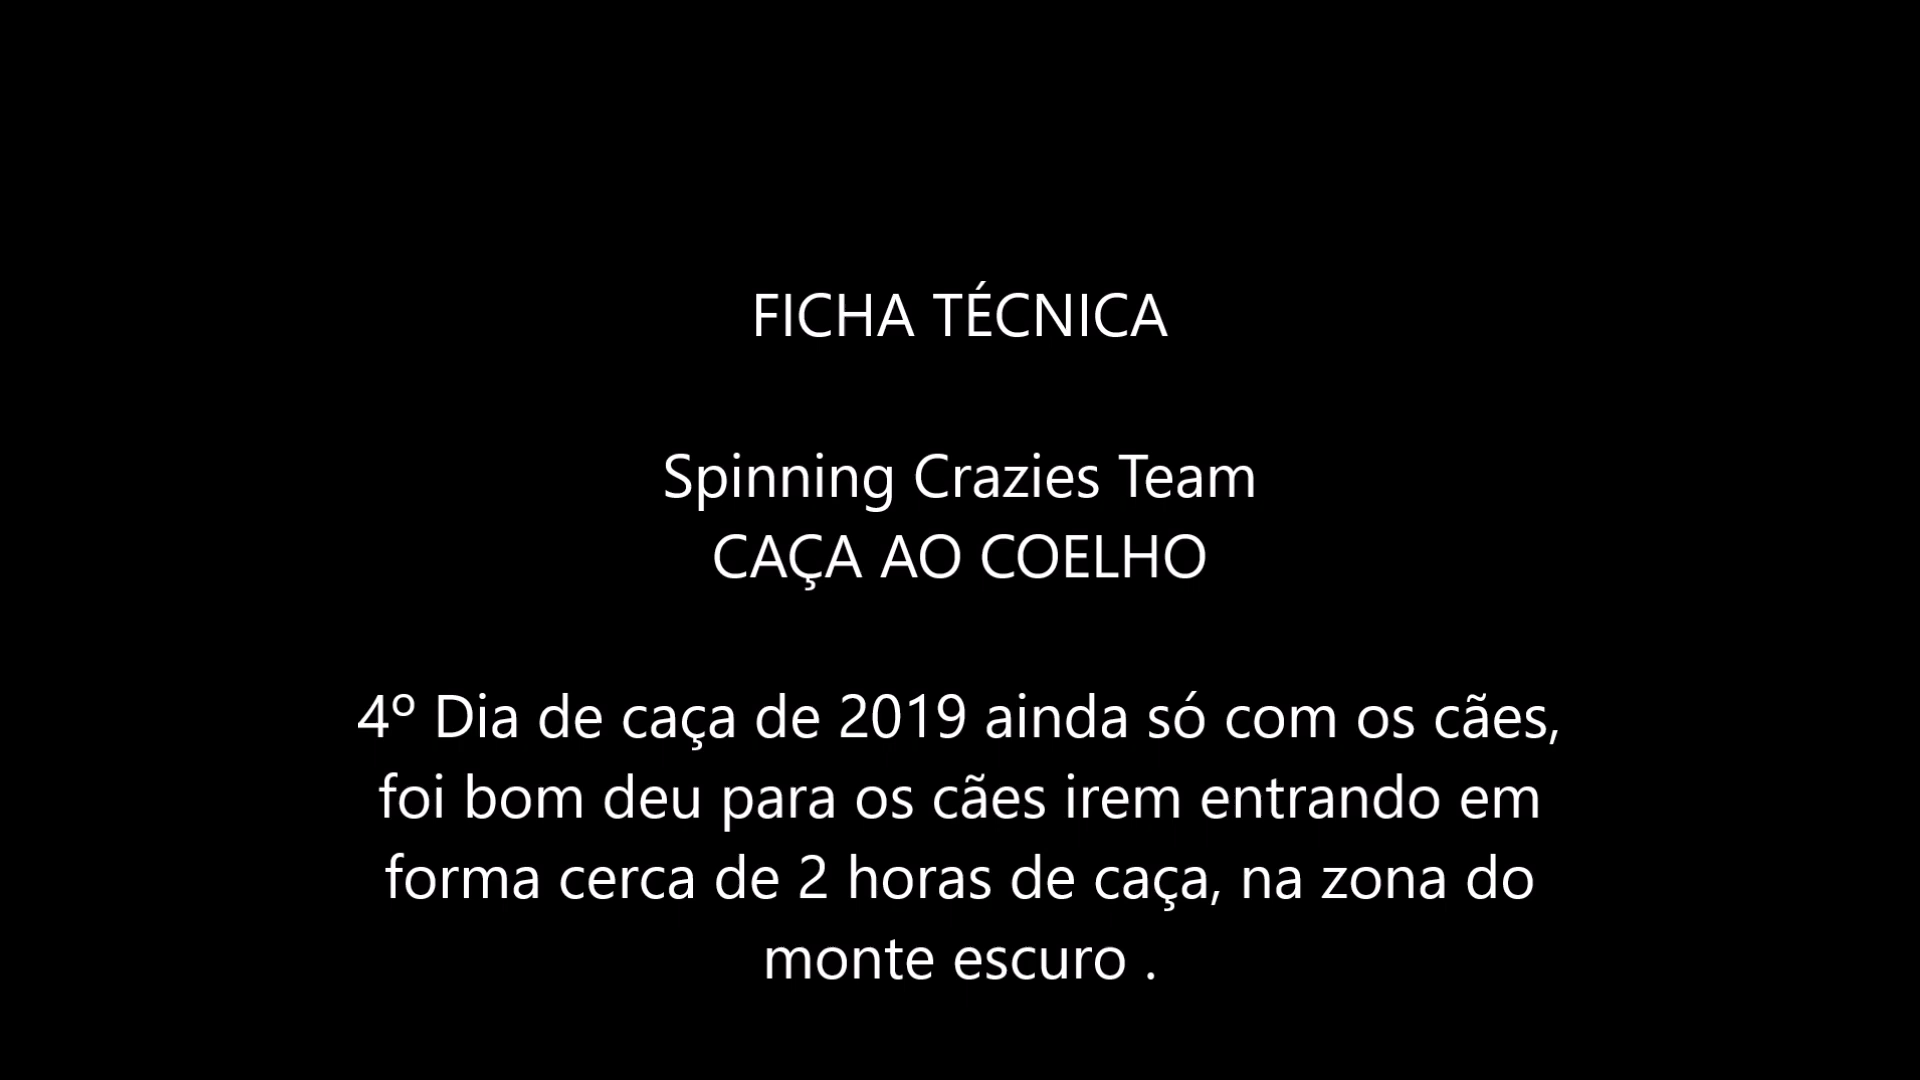 FICHA TÉCNICA
Spinning Crazies Team
CAÇA AO COELHO
4º Dia de caça de 2019 ainda só com os cães,
foi bom deu para os cães irem entrando em
forma cerca de 2 horas de caça, na zona do
monte escuro .